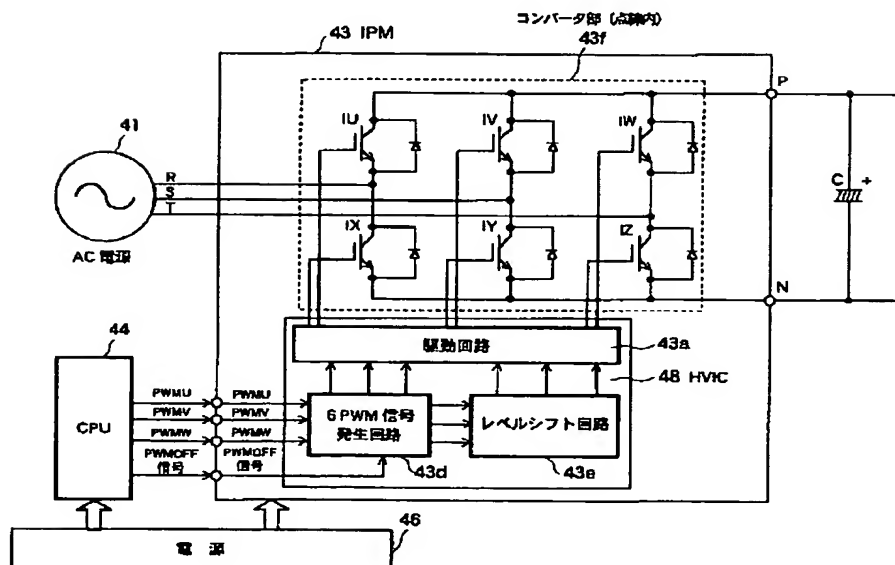 コンバータ部 (点線内)
43 IPM
43f
P
IU
IV
IW
41
R
S
T
C
+
AC 電源
IX
IY
IZ
N
44
駆動回路
43a
48 HVIC
CPU
PWMU
PWMU
PWMV
PWMV
PWMW
PWMW
PWMOFF
信号
PWMOFF
信号
6 PWM 信号
発生回路
レベルシフト回路
43d
43e
電 源
46